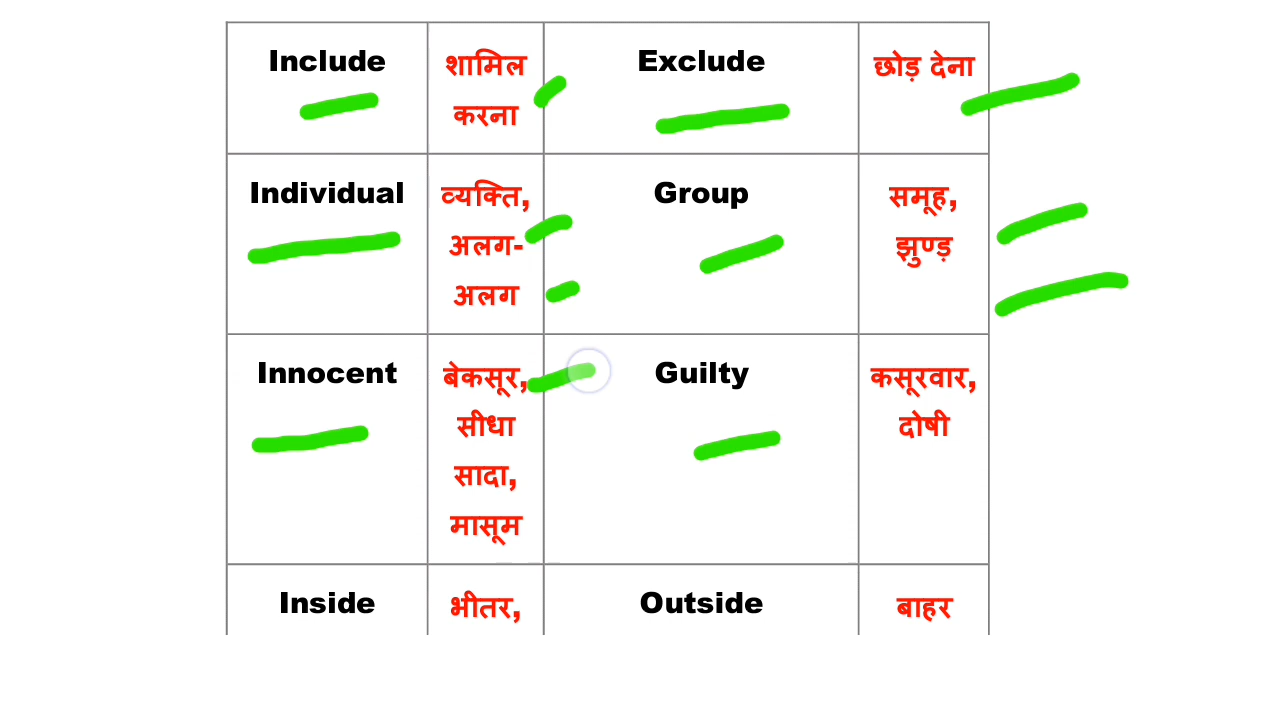 Include शामिल Exclude छोड़ देना
करना
Individual व्यक्ति, Group समूह,
अलग- झुण्ड़
अलग
Innocent बेकसूर, Guilty कसूरवार,
सीधा दोषी
सादा,
मासूम
Inside भीतर, Outside बाहर